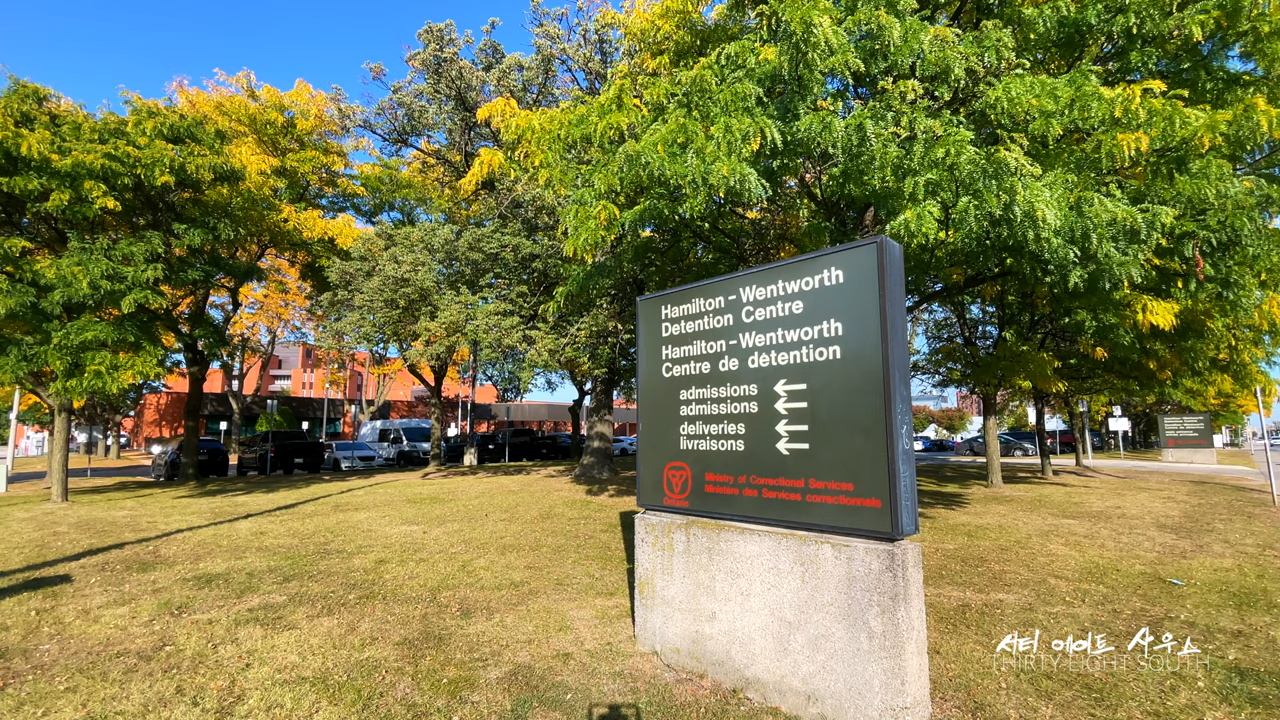 Hamilton-Wentworth
Detention Centre
Hamilton-Wentworth
Centre de détention
admissions ←
admissions ←
deliveries ←
livraisons ←
Ontario
Ministry of Correctional Services
Ministère des Services correctionnels
써티 에이트 사우스
THIRTY EIGHT SOUTH